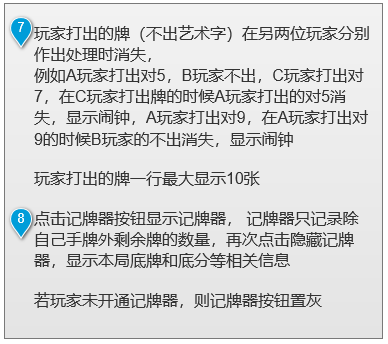 7
玩家打出的牌（不出艺术字）在另两位玩家分别
作出处理时消失，
例如A玩家打出对5，B玩家不出，C玩家打出对
7，在C玩家打出牌的时候A玩家打出的对5消
失，显示闹钟，A玩家打出对9，在A玩家打出对
9的时候B玩家的不出消失，显示闹钟
玩家打出的牌一行最大显示10张
8
点击记牌器按钮显示记牌器， 记牌器只记录除
自己手牌外剩余牌的数量，再次点击隐藏记牌
器，显示本局底牌和底分等相关信息
若玩家未开通记牌器，则记牌器按钮置灰